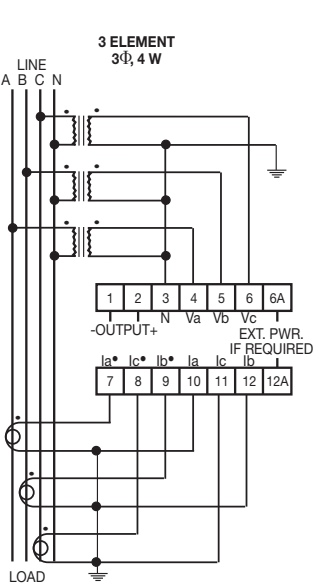 3 ELEMENT
3Φ, 4 W
LINE
A B C N
1 2 3 4 5 6 6A
-OUTPUT+ N Va Vb Vc
EXT. PWR.
IF REQUIRED
Ia• Ic• Ib• Ia Ic Ib
7 8 9 10 11 12 12A
LOAD